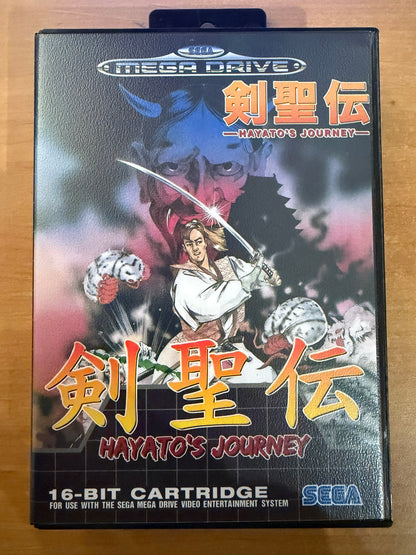 SEGA
MEGA DRIVE
剣聖伝
HAYATO'S JOURNEY
剣聖伝
HAYATO'S JOURNEY
16-BIT CARTRIDGE
FOR USE WITH THE SEGA MEGA DRIVE VIDEO ENTERTAINMENT SYSTEM
SEGA